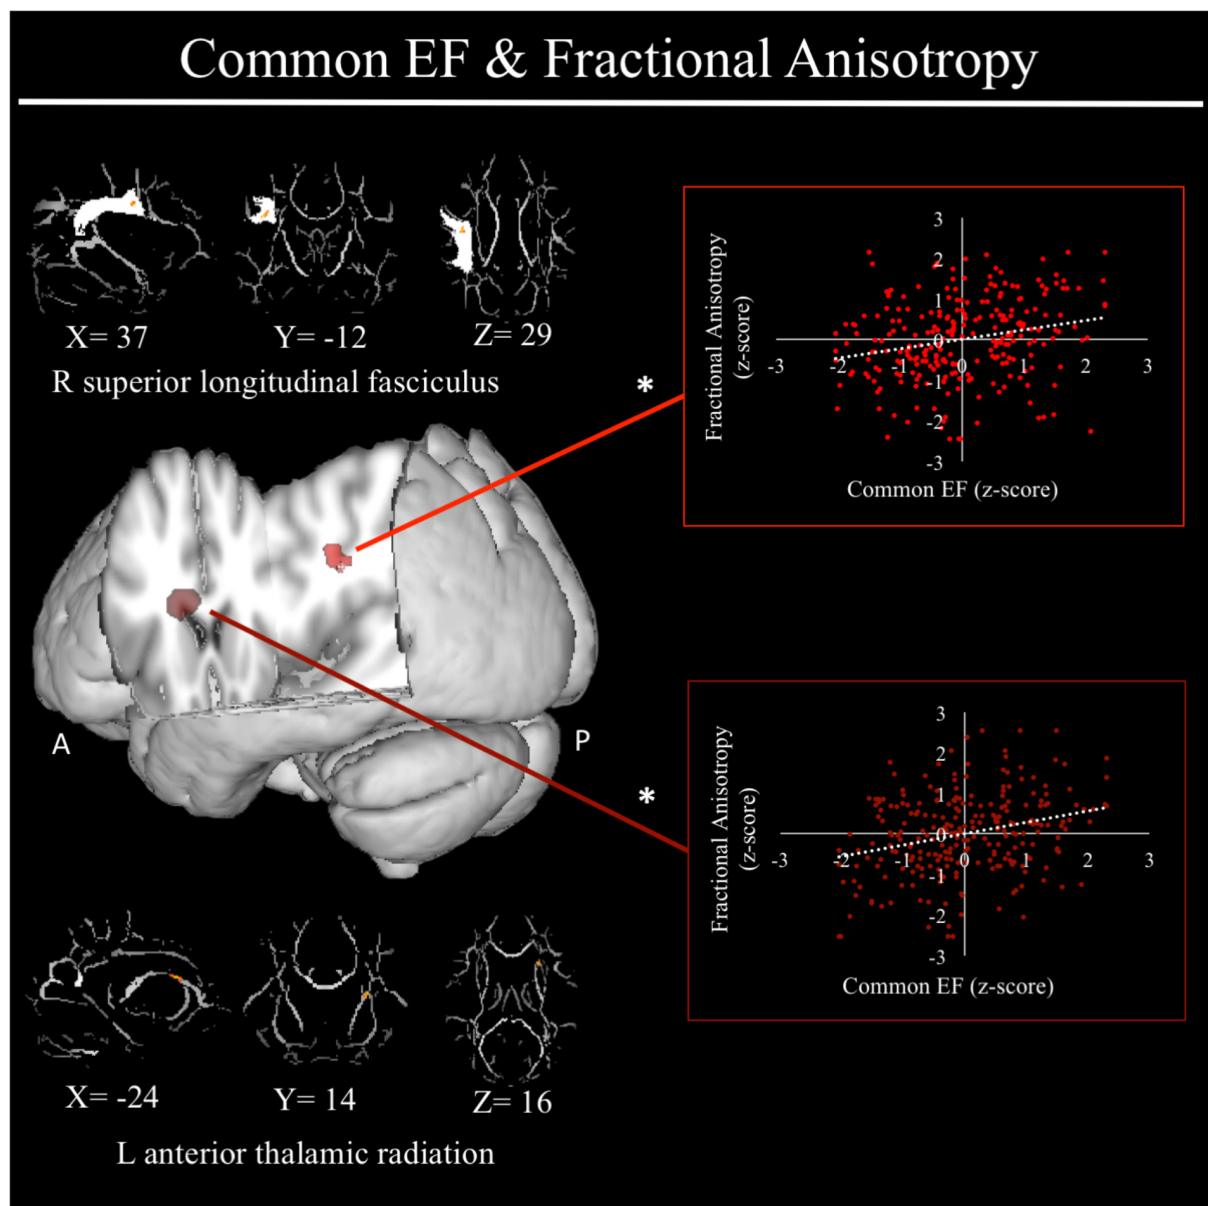 Common EF & Fractional Anisotropy
X= 37
Y= -12
Z= 29
R superior longitudinal fasciculus
*
Fractional Anisotropy
(z-score)
3
2
1
0
-1
-2
-3
-3
-2
-1
0
1
2
3
Common EF (z-score)
A
P
*
Fractional Anisotropy
(z-score)
3
2
1
0
-1
-2
-3
-3
-2
-1
0
1
2
3
Common EF (z-score)
X= -24
Y= 14
Z= 16
L anterior thalamic radiation